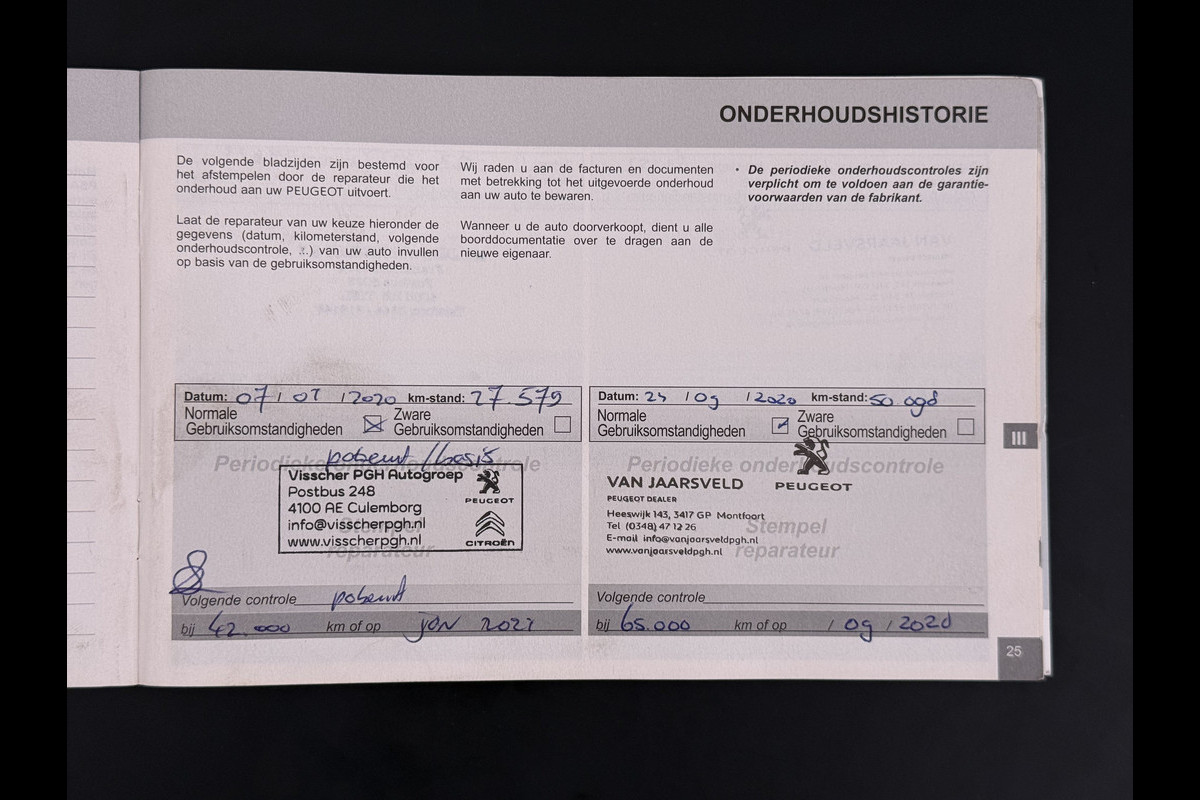 ONDERHOUDSHISTORIE
De volgende bladzijden zijn bestemd voor
het afstempelen door de reparateur die het
onderhoud aan uw PEUGEOT uitvoert.
Laat de reparateur van uw keuze hieronder de
gegevens (datum, kilometerstand, volgende
onderhoudscontrole, ...) van uw auto invullen
op basis van de gebruiksomstandigheden.
Wij raden u aan de facturen en documenten
met betrekking tot het uitgevoerde onderhoud
aan uw auto te bewaren.
Wanneer u de auto doorverkoopt, dient u alle
boorddocumentatie over te dragen aan de
nieuwe eigenaar.
• De periodieke onderhoudscontroles zijn
verplicht om te voldoen aan de garantie-
voorwaarden van de fabrikant.
Datum: 07 / 01 / 2020 km-stand: 27.579
Normale
Gebruiksomstandigheden
Zware
Gebruiksomstandigheden
/basis
Periodieke onderhoudscontrole
Visscher PGH Autogroep
Postbus 248
4100 AE Culemborg
info@visscherpgh.nl
www.visscherpgh.nl
PEUGEOT
CITROËN
Stempel
reparateur
Volgende controle
bij 42.000 km of op jan 2021
Datum: / 09 / 2020 km-stand: 50
Normale
Gebruiksomstandigheden
Zware
Gebruiksomstandigheden
Periodieke onderhoudscontrole
VAN JAARSVELD
PEUGEOT DEALER
PEUGEOT
Heeswijk 143, 3417 GP Montfoort
Tel (0348) 47 12 26
E-mail info@vanjaarsveldpgh.nl
www.vanjaarsveldpgh.nl
Stempel
reparateur
Volgende controle
bij 65.000 km of op / 09 / 2020
III
25